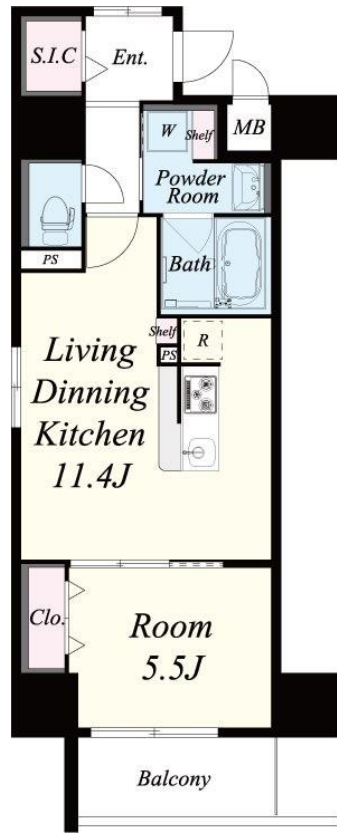 S.I.C
Ent.
W
Shelf
MB
Powder
Room
PS
Bath
Shelf
PS
R
Living
Dinning
Kitchen
11.4J
Clo.
Room
5.5J
Balcony